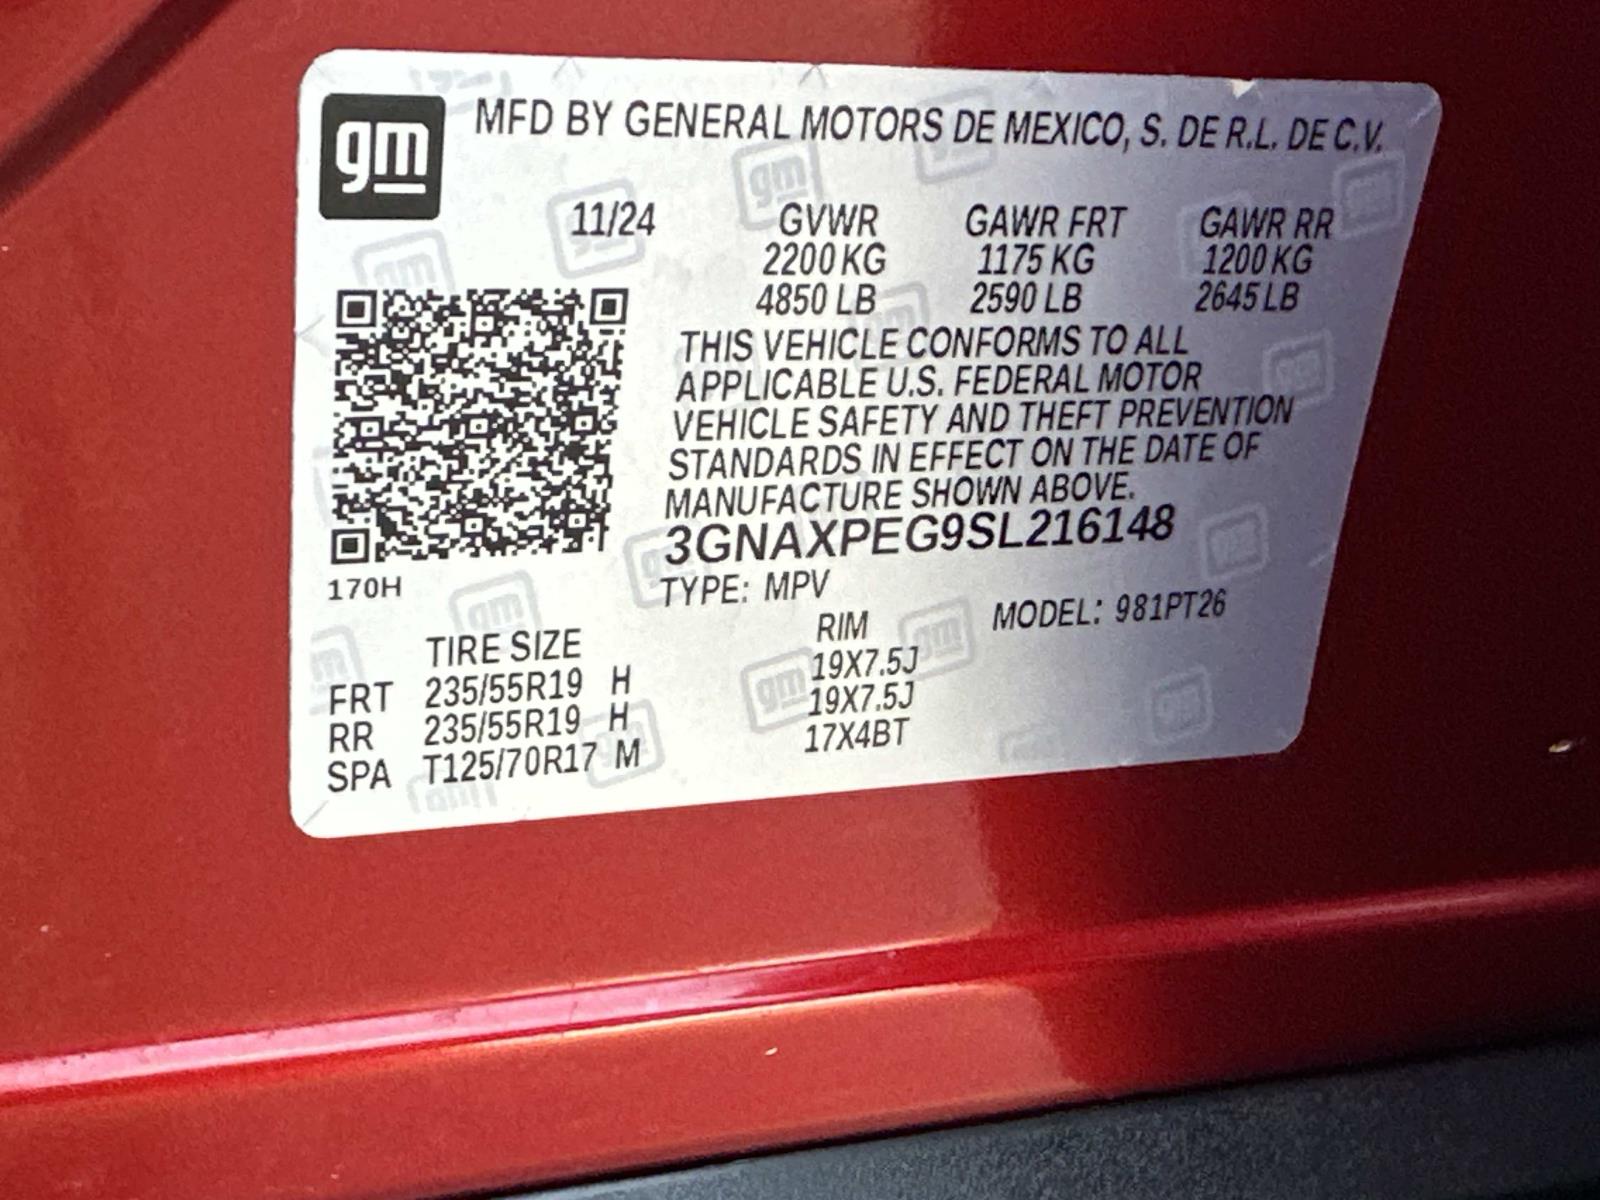 gm MFD BY GENERAL MOTORS DE MEXICO, S. DE R.L. DE C.V.
11/24 GVWR GAWR FRT GAWR RR
2200 KG 1175 KG 1200 KG
4850 LB 2590 LB 2645 LB
THIS VEHICLE CONFORMS TO ALL
APPLICABLE U.S. FEDERAL MOTOR
VEHICLE SAFETY AND THEFT PREVENTION
STANDARDS IN EFFECT ON THE DATE OF
MANUFACTURE SHOWN ABOVE.
3GNAXPEG9SL216148
170H TYPE: MPV MODEL: 981PT26
TIRE SIZE RIM
FRT 235/55R19 H 19X7.5J
RR 235/55R19 H 19X7.5J
SPA T125/70R17 M 17X4BT